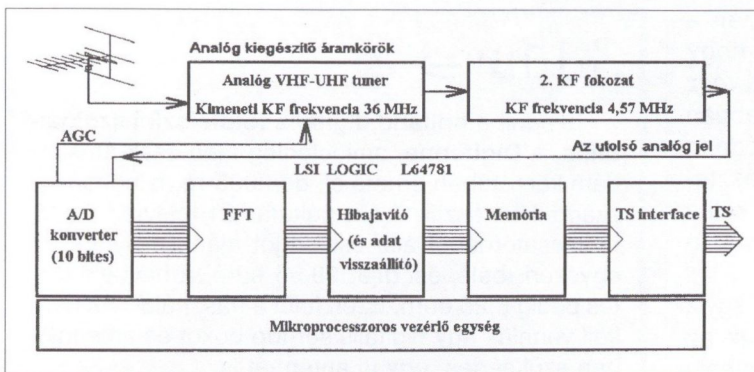 Analóg kiegészítő áramkörök
Analóg VHF-UHF tuner
Kimeneti KF frekvencia 36 MHz
2. KF fokozat
KF frekvencia 4,57 MHz
AGC
Az utolsó analóg jel
LSI LOGIC L64781
A/D
konverter
(10 bites)
FFT
Hibajavító
(és adat
visszaállító)
Memória
TS interface
TS
Mikroprocesszoros vezérlő egység